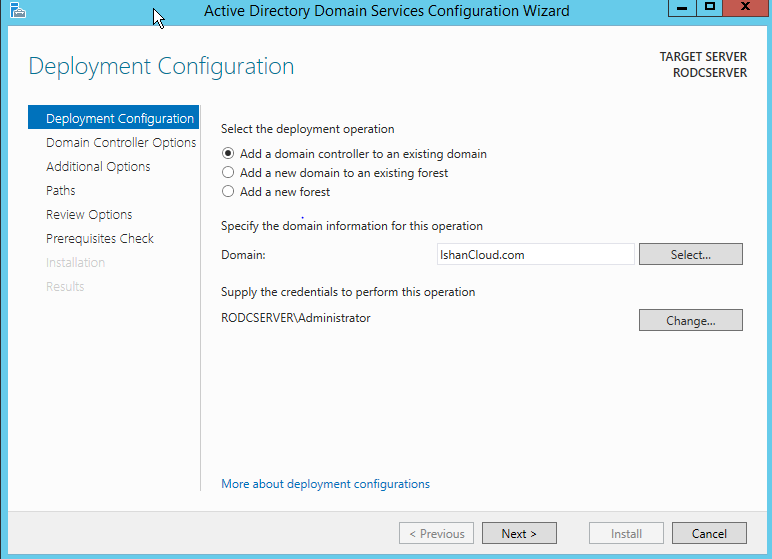 Active Directory Domain Services Configuration Wizard
Deployment Configuration
TARGET SERVER
RODCSERVER
Deployment Configuration
Domain Controller Options
Additional Options
Paths
Review Options
Prerequisites Check
Installation
Results
Select the deployment operation
Add a domain controller to an existing domain
Add a new domain to an existing forest
Add a new forest
Specify the domain information for this operation
Domain: IshanCloud.com Select...
Supply the credentials to perform this operation
RODCSERVER\Administrator Change...
More about deployment configurations
< Previous Next > Install Cancel